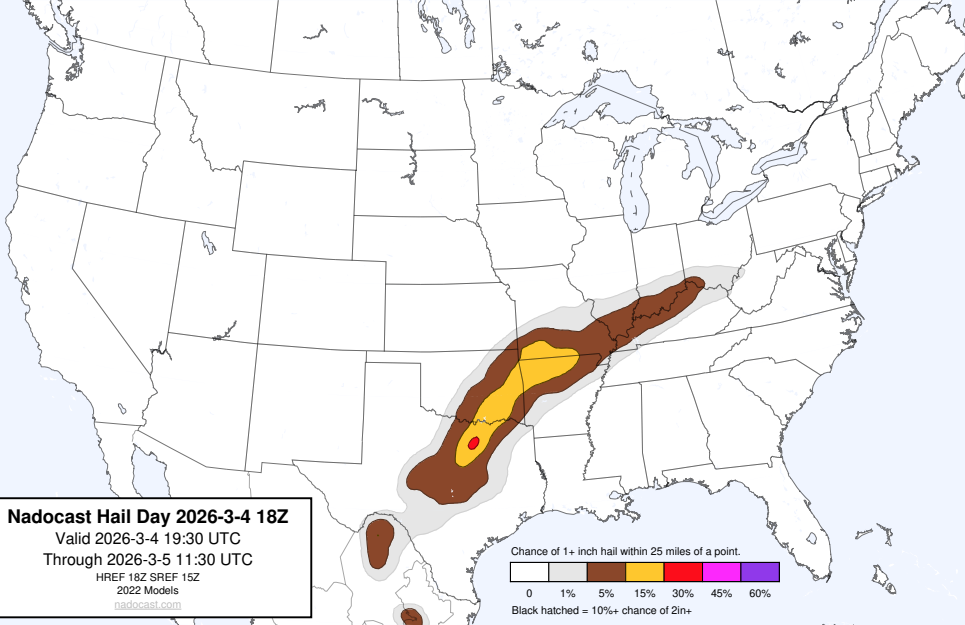 Nadocast Hail Day 2026-3-4 18Z
Valid 2026-3-4 19:30 UTC
Through 2026-3-5 11:30 UTC
HREF 18Z SREF 15Z
2022 Models
nadocast.com
Chance of 1+ inch hail within 25 miles of a point.
0 1% 5% 15% 30% 45% 60%
Black hatched = 10%+ chance of 2in+